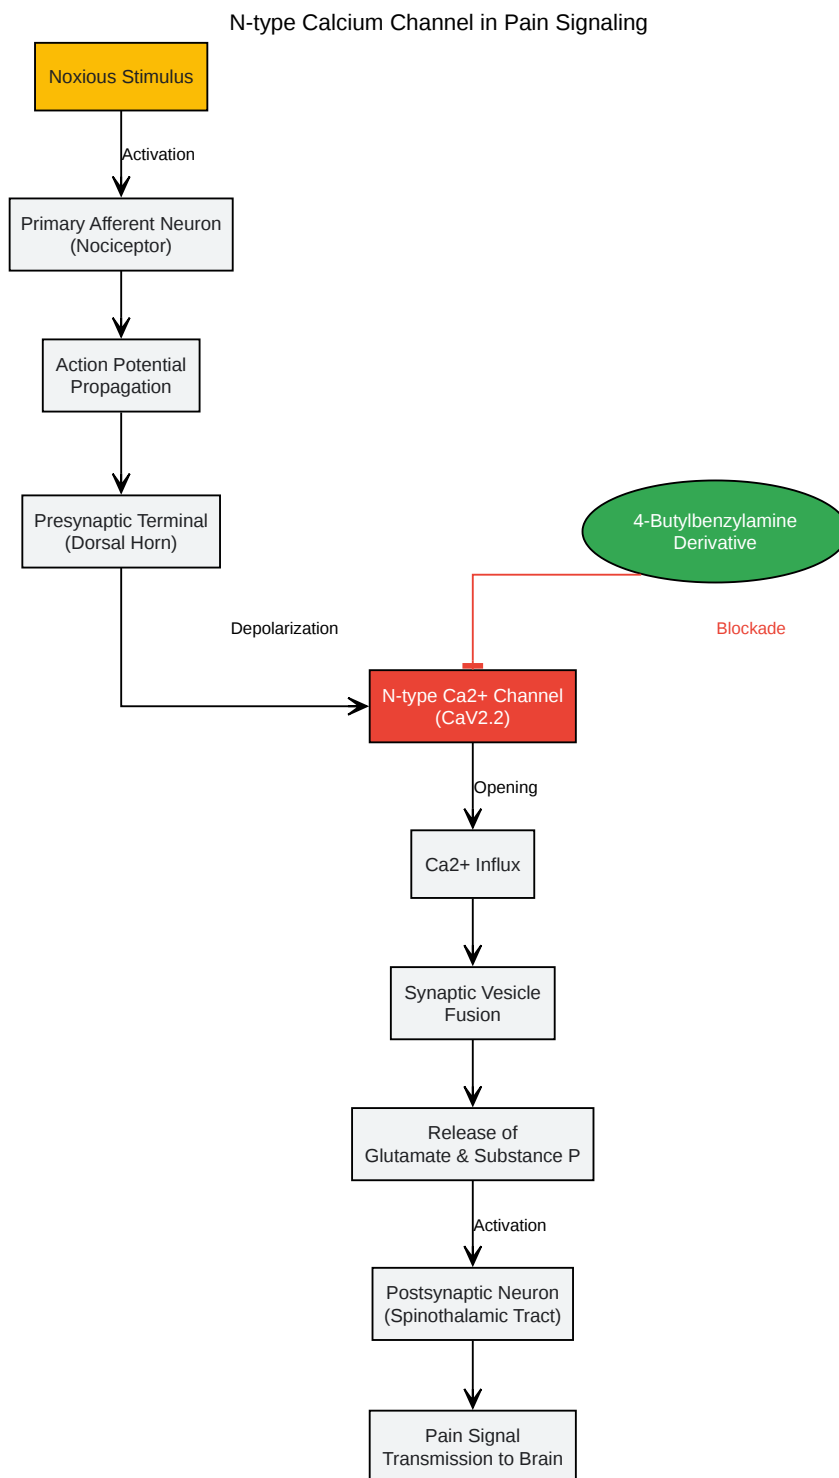 N-type Calcium Channel in Pain Signaling
Noxious Stimulus
Activation
Primary Afferent Neuron
(Nociceptor)
Action Potential
Propagation
Presynaptic Terminal
(Dorsal Horn)
4-Butylbenzylamine
Derivative
Depolarization
Blockade
N-type Ca2+ Channel
(CaV2.2)
Opening
Ca2+ Influx
Synaptic Vesicle
Fusion
Release of
Glutamate & Substance P
Activation
Postsynaptic Neuron
(Spinothalamic Tract)
Pain Signal
Transmission to Brain